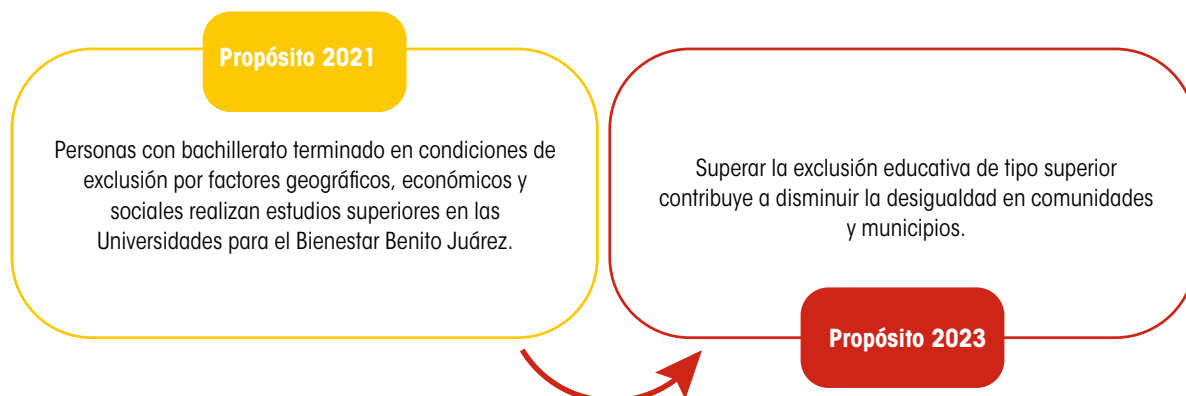 Propósito 2021
Personas con bachillerato terminado en condiciones de
exclusión por factores geográficos, económicos y
sociales realizan estudios superiores en las
Universidades para el Bienestar Benito Juárez.
Superar la exclusión educativa de tipo superior
contribuye a disminuir la desigualdad en comunidades
y municipios.
Propósito 2023